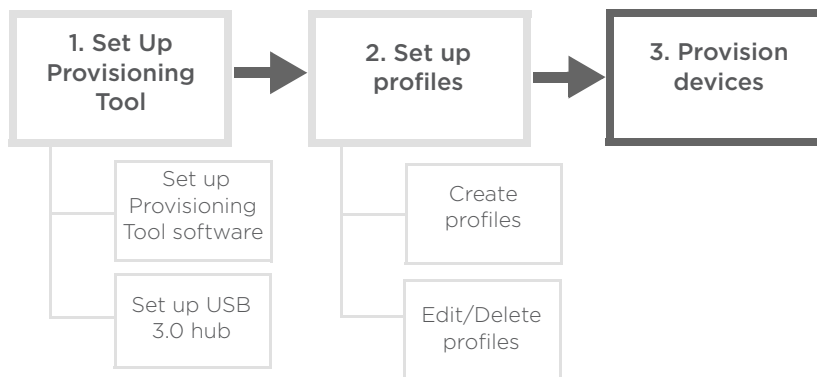 1. Set Up
Provisioning
Tool
2. Set up
profiles
3. Provision
devices
Set up
Provisioning
Tool software
Set up USB
3.0 hub
Create
profiles
Edit/Delete
profiles